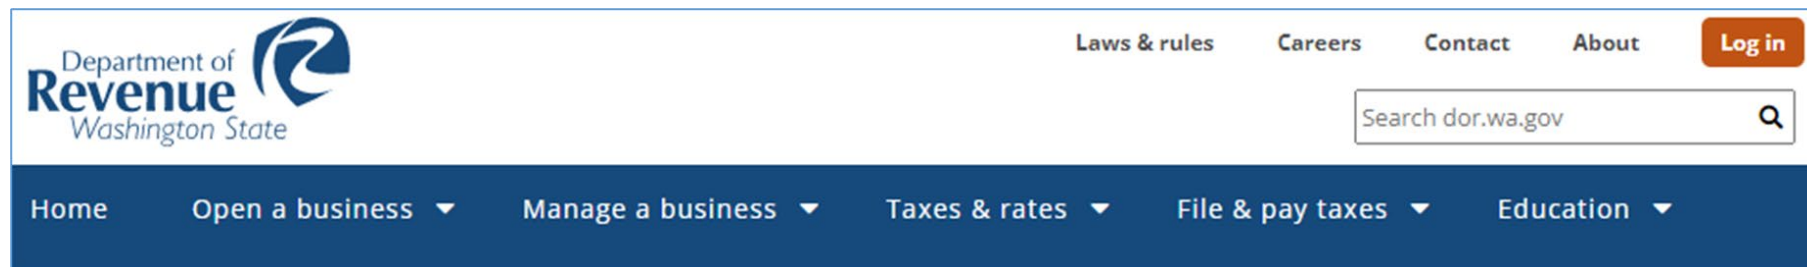 Department of
Revenue
Washington State
Laws & rules Careers Contact About Log in
Search dor.wa.gov
Home Open a business Manage a business Taxes & rates File & pay taxes Education